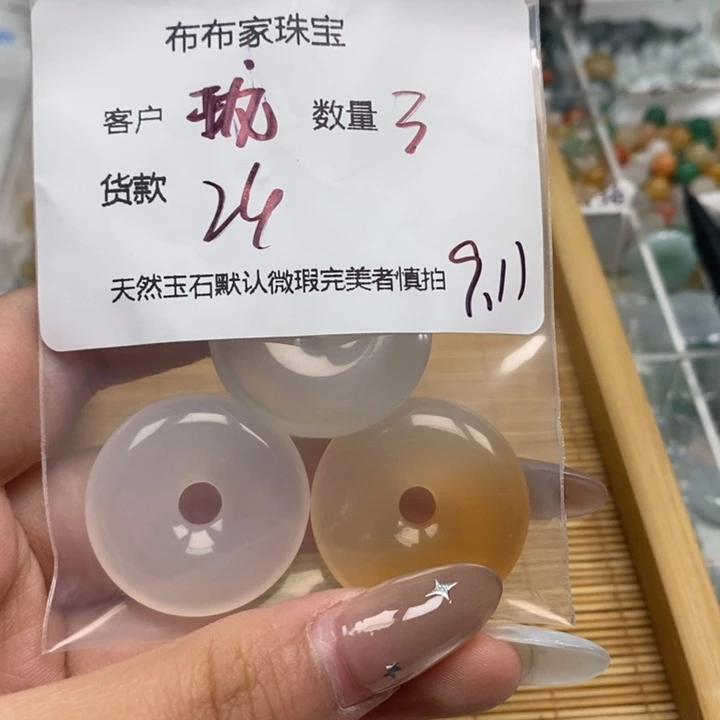 布布家珠宝
客户 数量 3
货款 24
天然玉石默认微瑕完美者慎拍 9.11